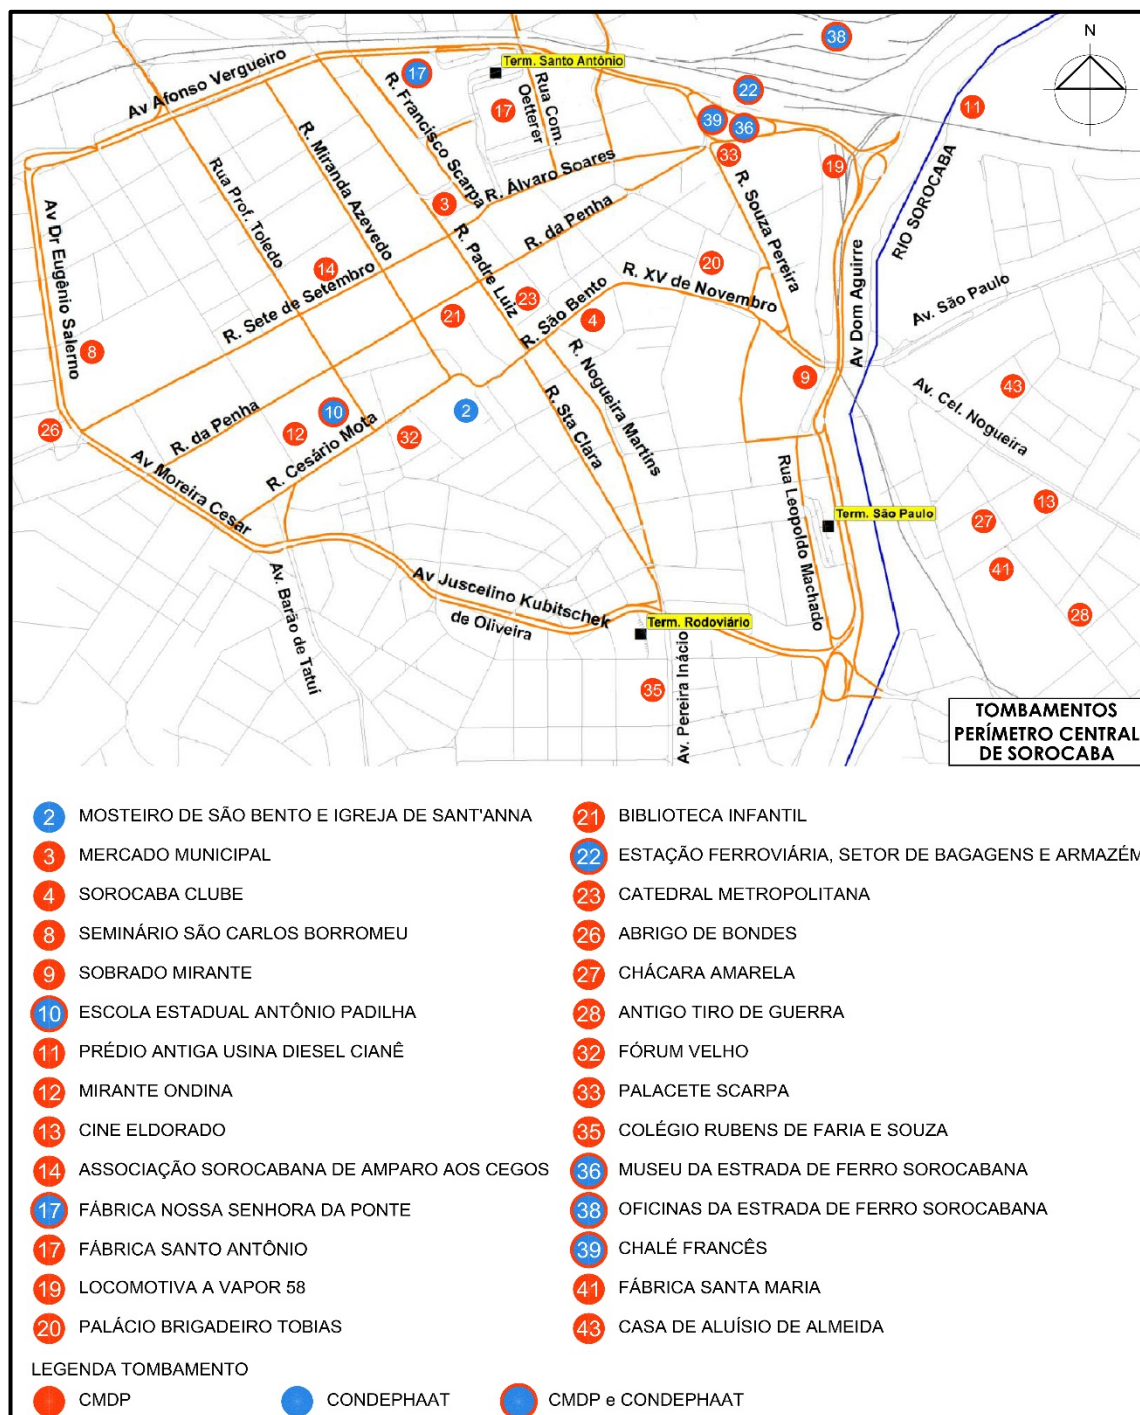 38
N
Term. Santo Antônio
17
22
Av Afonso Vergueiro
R. Francisco Scarpa
17
Rua Com.
Oetterer
39
36
11
R. Miranda Azevedo
33
19
RIO SOROCABA
Rua Prof. Toledo
R. Álvaro Soares
R. Souza Pereira
3
Av Dr Eugênio Salerno
R. da Penha
R. Padre Luiz
20
14
R. XV de Novembro
Av Dom Aguirre
Av. São Paulo
R. Sete de Setembro
23
21
R. São Bento
4
8
R. Nogueira Martins
9
43
Av. Cel. Nogueira
10
2
26
12
32
R. da Penha
R. Cesário Mota
R. Sta Clara
Av Moreira Cesar
Rua Leopoldo Machado
13
Term. São Paulo
27
41
Av. Barão de Tatuí
Av Juscelino Kubitschek
de Oliveira
Term. Rodoviário
28
35
Av. Pereira Inácio
TOMBAMENTOS
PERÍMETRO CENTRAL
DE SOROCABA
2 MOSTEIRO DE SÃO BENTO E IGREJA DE SANT'ANNA
3 MERCADO MUNICIPAL
4 SOROCABA CLUBE
8 SEMINÁRIO SÃO CARLOS BORROMEU
9 SOBRADO MIRANTE
10 ESCOLA ESTADUAL ANTÔNIO PADILHA
11 PRÉDIO ANTIGA USINA DIESEL CIANÊ
12 MIRANTE ONDINA
13 CINE ELDORADO
14 ASSOCIAÇÃO SOROCABANA DE AMPARO AOS CEGOS
17 FÁBRICA NOSSA SENHORA DA PONTE
17 FÁBRICA SANTO ANTÔNIO
19 LOCOMOTIVA A VAPOR 58
20 PALÁCIO BRIGADEIRO TOBIAS
21 BIBLIOTECA INFANTIL
22 ESTAÇÃO FERROVIÁRIA, SETOR DE BAGAGENS E ARMAZÉM
23 CATEDRAL METROPOLITANA
26 ABRIGO DE BONDES
27 CHÁCARA AMARELA
28 ANTIGO TIRO DE GUERRA
32 FÓRUM VELHO
33 PALACETE SCARPA
35 COLÉGIO RUBENS DE FARIA E SOUZA
36 MUSEU DA ESTRADA DE FERRO SOROCABANA
38 OFICINAS DA ESTRADA DE FERRO SOROCABANA
39 CHALÉ FRANCÊS
41 FÁBRICA SANTA MARIA
43 CASA DE ALUÍSIO DE ALMEIDA
LEGENDA TOMBAMENTO
CMDP
CONDEPHAAT
CMDP e CONDEPHAAT